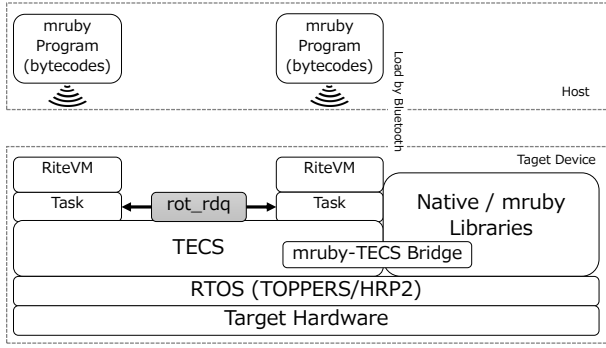 mruby
Program
(bytecodes)
mruby
Program
(bytecodes)
Load by Bluetooth
Host
Taget Device
RiteVM
RiteVM
Task
rot_rdq
Task
Native / mruby
Libraries
TECS
mruby-TECS Bridge
RTOS (TOPPERS/HRP2)
Target Hardware